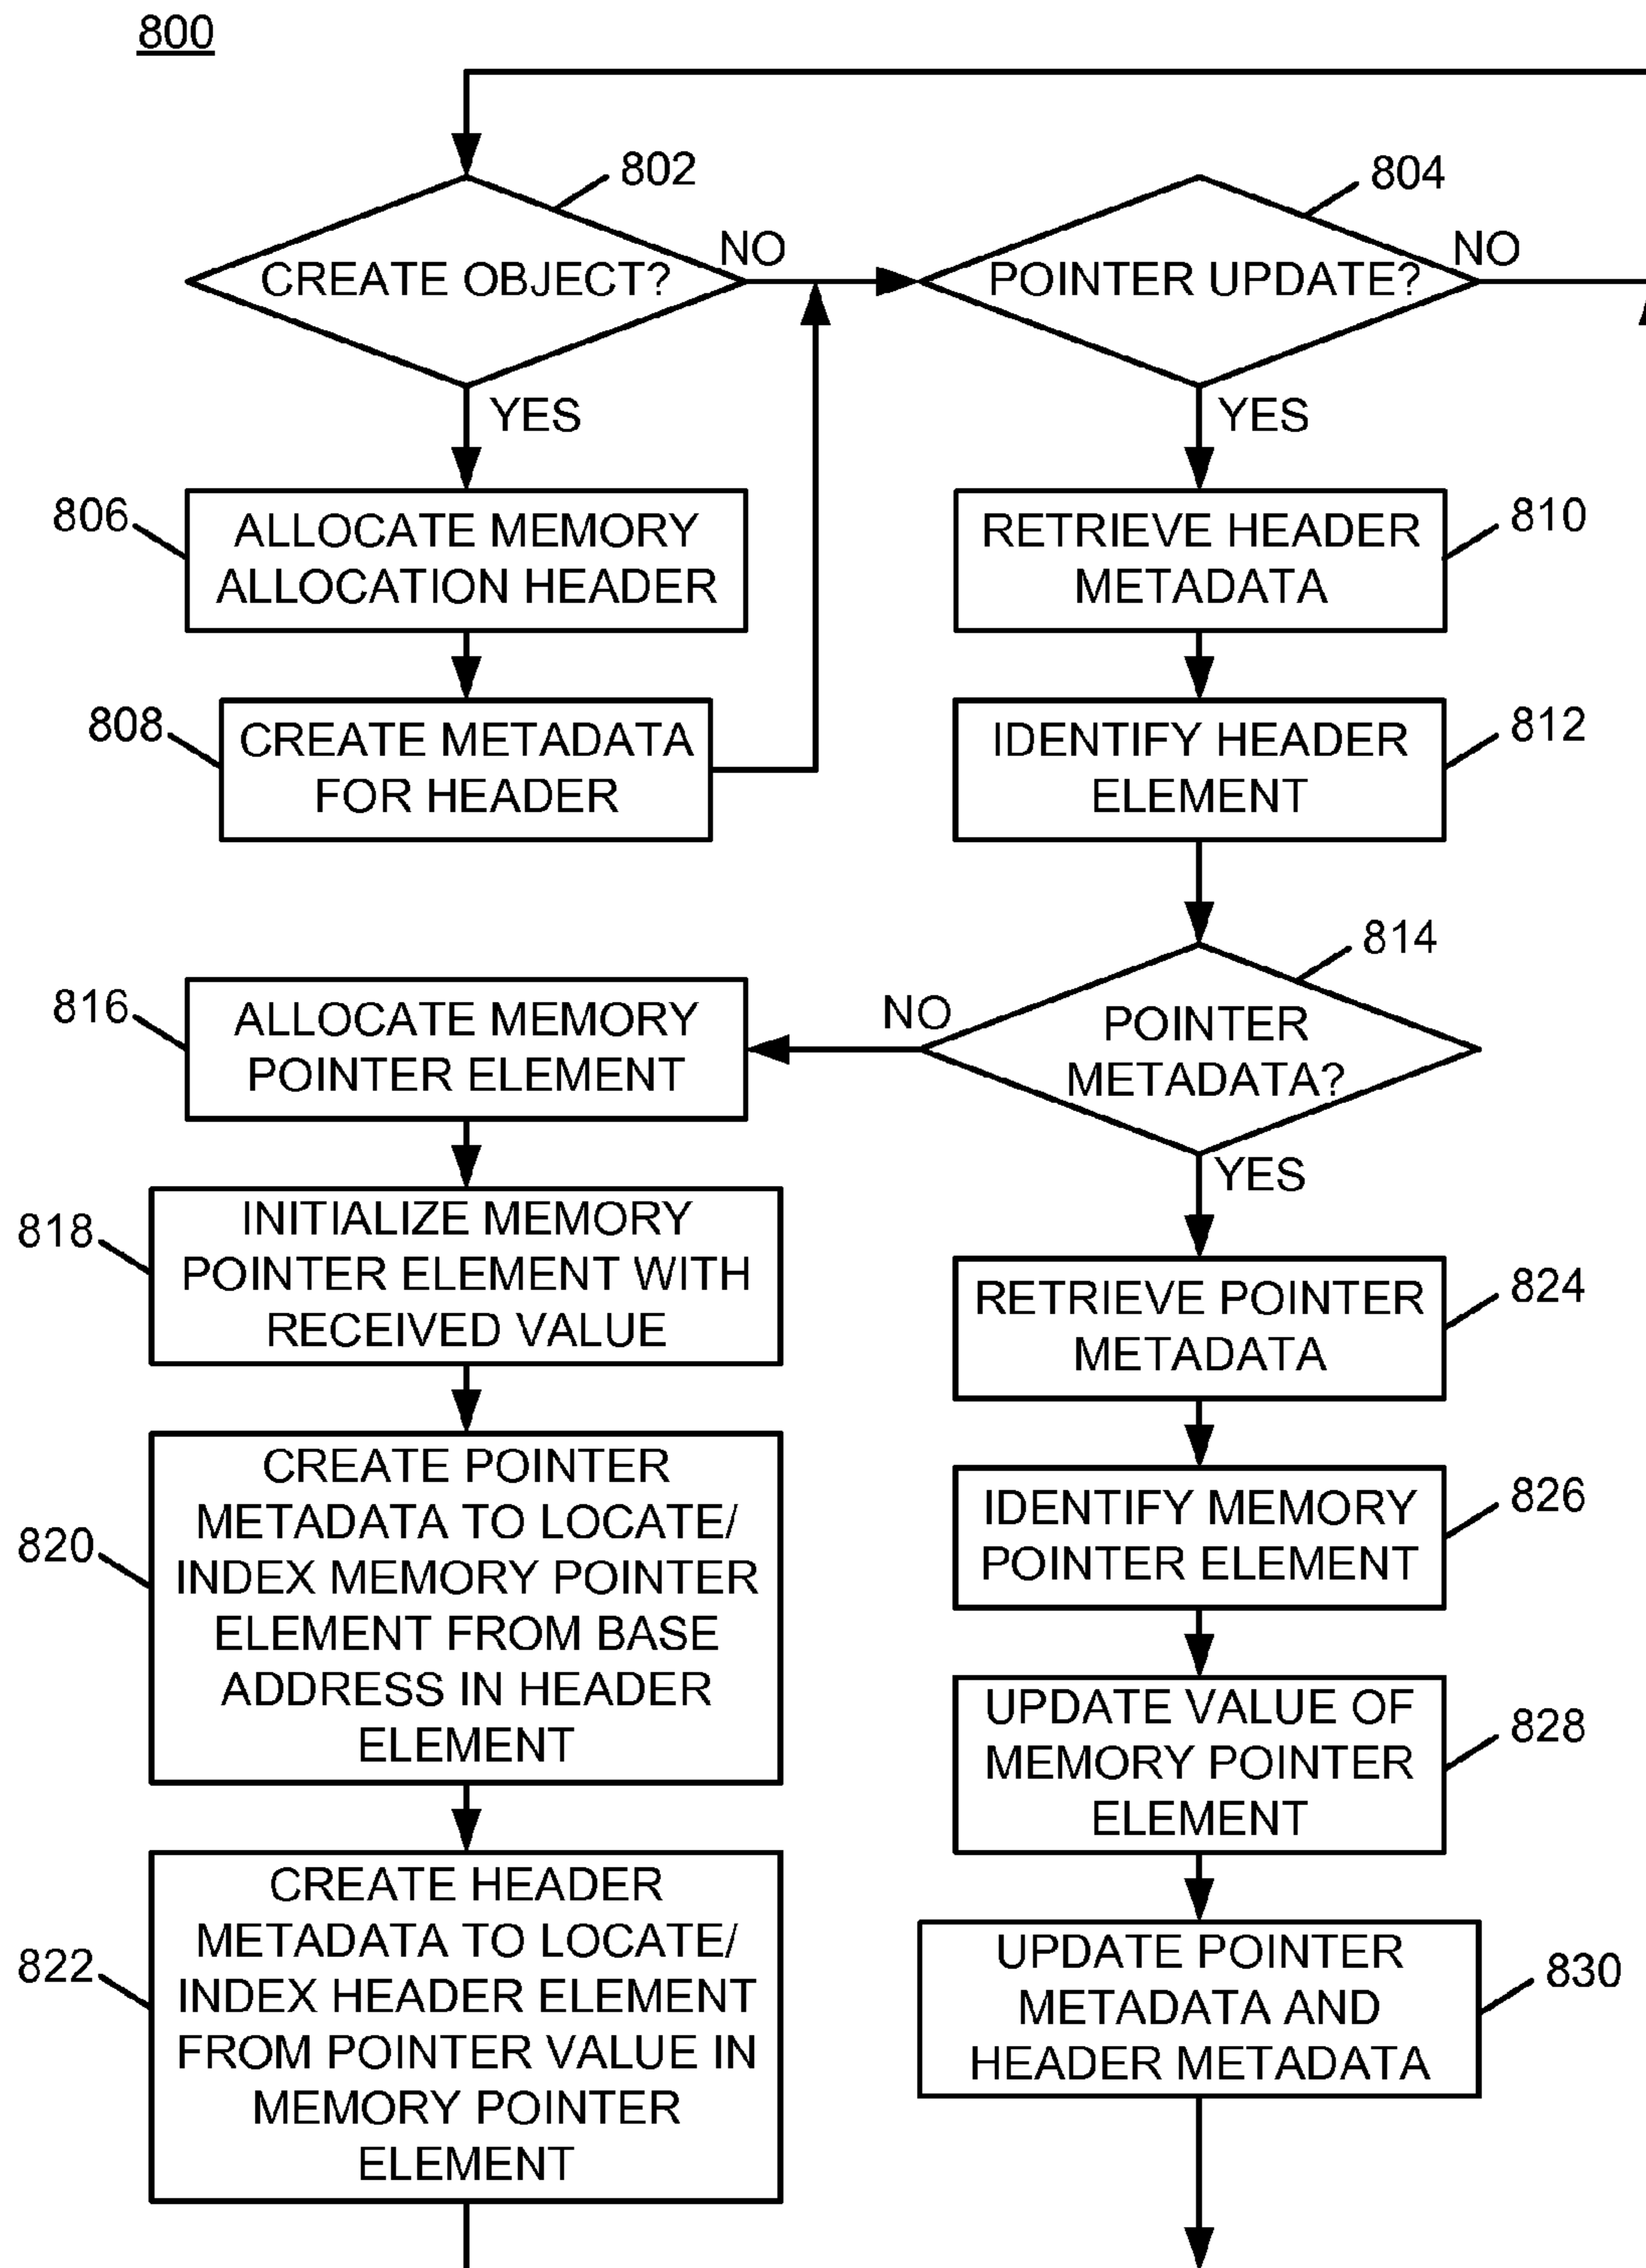 800
802
CREATE OBJECT?
NO
YES
804
POINTER UPDATE?
NO
YES
806
ALLOCATE MEMORY
ALLOCATION HEADER
808
CREATE METADATA
FOR HEADER
810
RETRIEVE HEADER
METADATA
812
IDENTIFY HEADER
ELEMENT
814
POINTER
METADATA?
NO
YES
816
ALLOCATE MEMORY
POINTER ELEMENT
818
INITIALIZE MEMORY
POINTER ELEMENT WITH
RECEIVED VALUE
820
CREATE POINTER
METADATA TO LOCATE/
INDEX MEMORY POINTER
ELEMENT FROM BASE
ADDRESS IN HEADER
ELEMENT
822
CREATE HEADER
METADATA TO LOCATE/
INDEX HEADER ELEMENT
FROM POINTER VALUE IN
MEMORY POINTER
ELEMENT
824
RETRIEVE POINTER
METADATA
826
IDENTIFY MEMORY
POINTER ELEMENT
828
UPDATE VALUE OF
MEMORY POINTER
ELEMENT
830
UPDATE POINTER
METADATA AND
HEADER METADATA